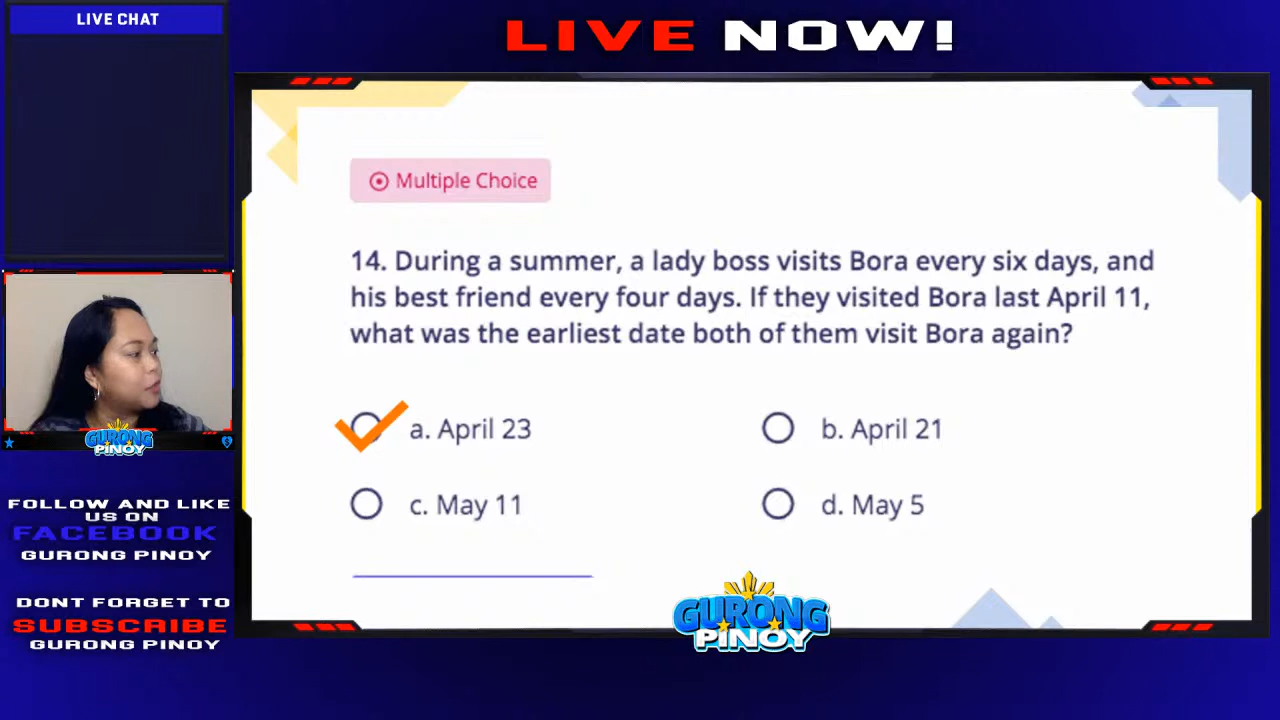 LIVE CHAT
LIVE NOW!
Multiple Choice
14. During a summer, a lady boss visits Bora every six days, and
his best friend every four days. If they visited Bora last April 11,
what was the earliest date both of them visit Bora again?
a. April 23
b. April 21
c. May 11
d. May 5
GURONG
PINOY
FOLLOW AND LIKE
US ON
FACEBOOK
GURONG PINOY
DONT FORGET TO
SUBSCRIBE
GURONG PINOY
GURONG
PINOY